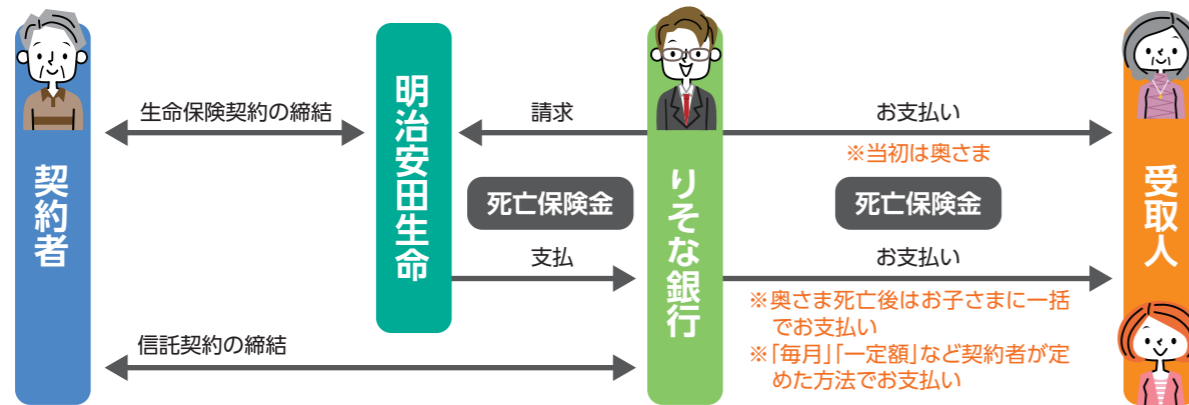 契約者
生命保険契約の締結
明治安田生命
請求
死亡保険金
支払
りそな銀行
お支払い
※当初は奥さま
死亡保険金
お支払い
※奥さま死亡後はお子さまに一括
でお支払い
※「毎月」「一定額」など契約者が定
めた方法でお支払い
受取人
信託契約の締結